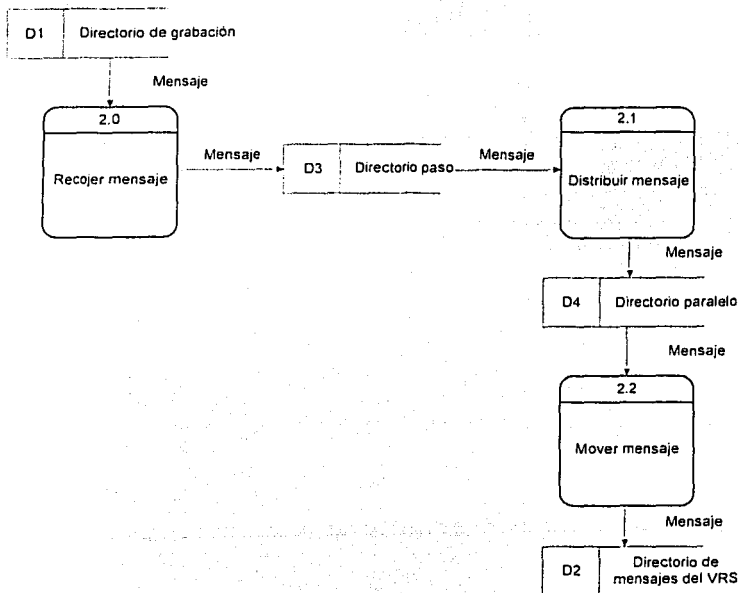 D1 Directorio de grabación
Mensaje
2.0
Recojer mensaje
Mensaje
D3 Directorio paso
Mensaje
2.1
Distribuir mensaje
Mensaje
D4 Directorio paralelo
Mensaje
2.2
Mover mensaje
Mensaje
D2 Directorio de
mensajes del VRS